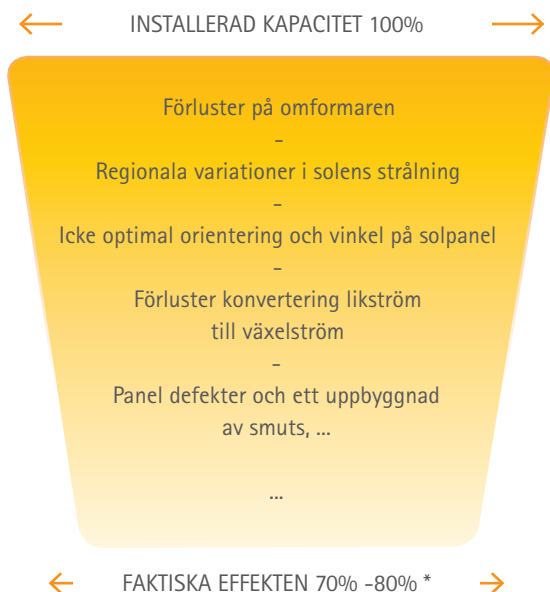 INSTALLERAD KAPACITET 100%
Förluster på omformaren
-
Regionala variationer i solens strålning
-
Icke optimal orientering och vinkel på solpanel
-
Förluster konvertering likström
till växelström
-
Panel defekter och ett uppbyggnad
av smuts, ...
...
FAKTISKA EFFEKTEN 70% -80% *